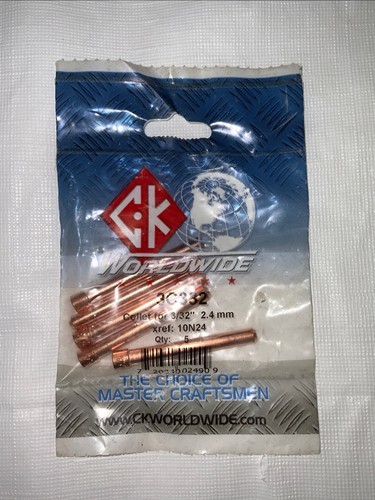 CK
WORLDWIDE
3C332
Collet for 3/32" 2.4 mm
xref: 10N24
Qty: 5
THE CHOICE OF
MASTER CRAFTSMEN
www.CKWORLDWIDE.com